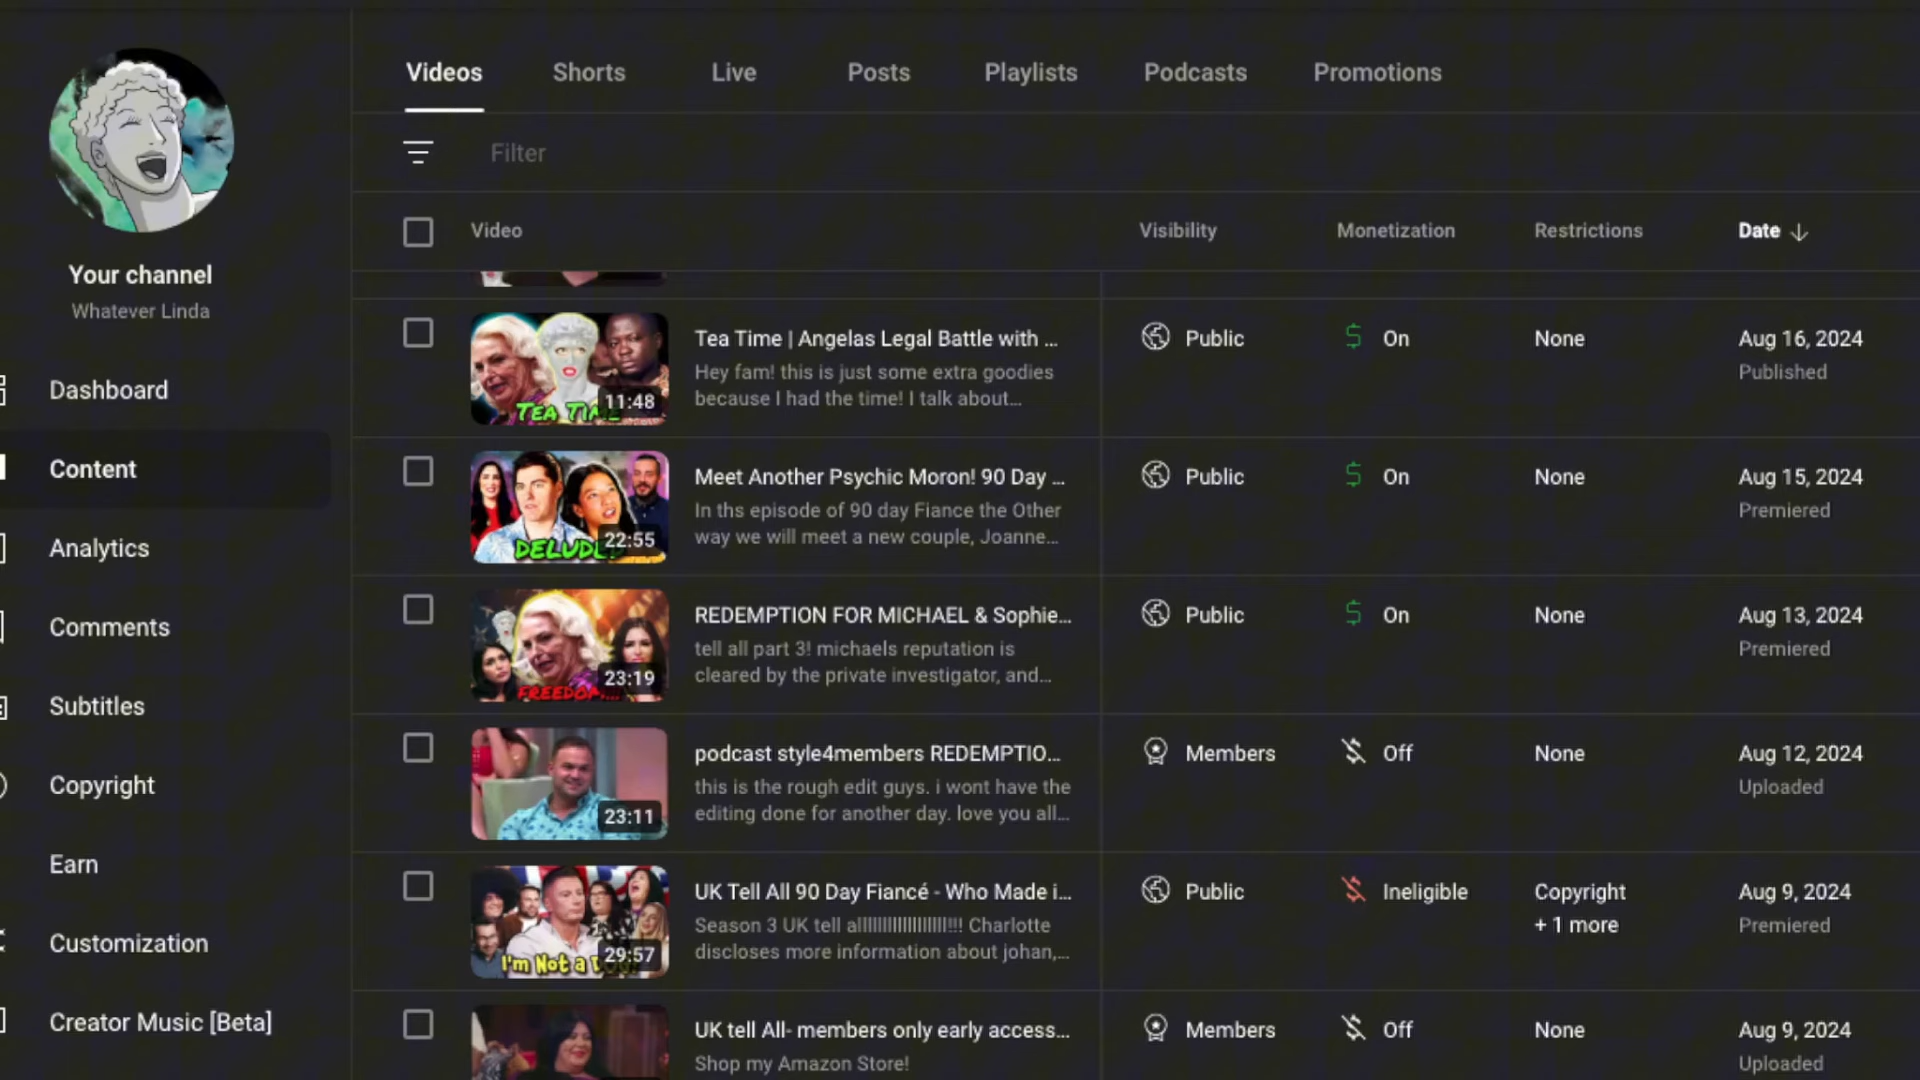 Videos Shorts Live Posts Playlists Podcasts Promotions
Filter
Video Visibility Monetization Restrictions Date
Your channel
Whatever Linda
Dashboard
Content
Analytics
Comments
Subtitles
Copyright
Earn
Customization
Creator Music [Beta]
TEA TIM
11:48
Tea Time | Angelas Legal Battle with ...
Hey fam! this is just some extra goodies
because I had the time! I talk about...
Public On None Aug 16, 2024
Published
DELUDED
22:55
Meet Another Psychic Moron! 90 Day ...
In ths episode of 90 day Fiance the Other
way we will meet a new couple, Joanne...
Public On None Aug 15, 2024
Premiered
FREEDOM...
23:19
REDEMPTION FOR MICHAEL & Sophie...
tell all part 3! michaels reputation is
cleared by the private investigator, and...
Public On None Aug 13, 2024
Premiered
23:11
podcast style4members REDEMPTIO...
this is the rough edit guys. i wont have the
editing done for another day. love you all...
Members Off None Aug 12, 2024
Uploaded
I'm Not a
29:57
UK Tell All 90 Day Fiancé - Who Made i...
Season 3 UK tell alllllllllllllllllll!!! Charlotte
discloses more information about johan,...
Public Ineligible Copyright Aug 9, 2024
+ 1 more Premiered
UK tell All- members only early access...
Shop my Amazon Store!
Members Off None Aug 9, 2024
Uploaded